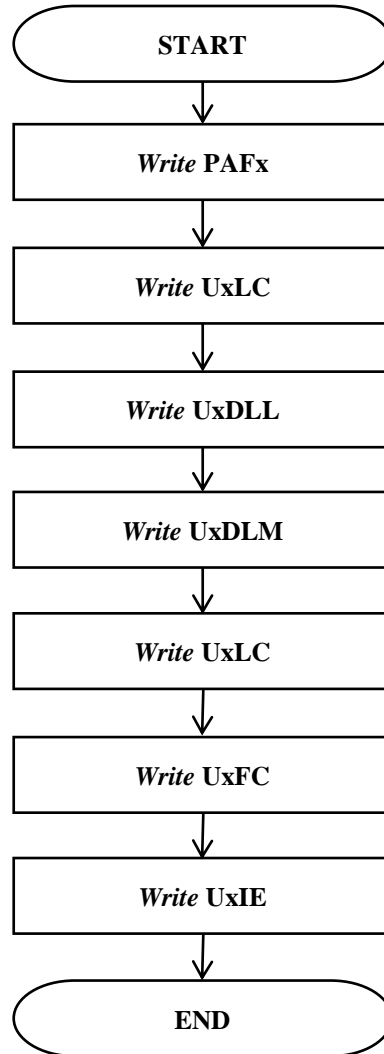 START
Write PAFx
Write UxLC
Write UxDLL
Write UxDLM
Write UxLC
Write UxFC
Write UxIE
END